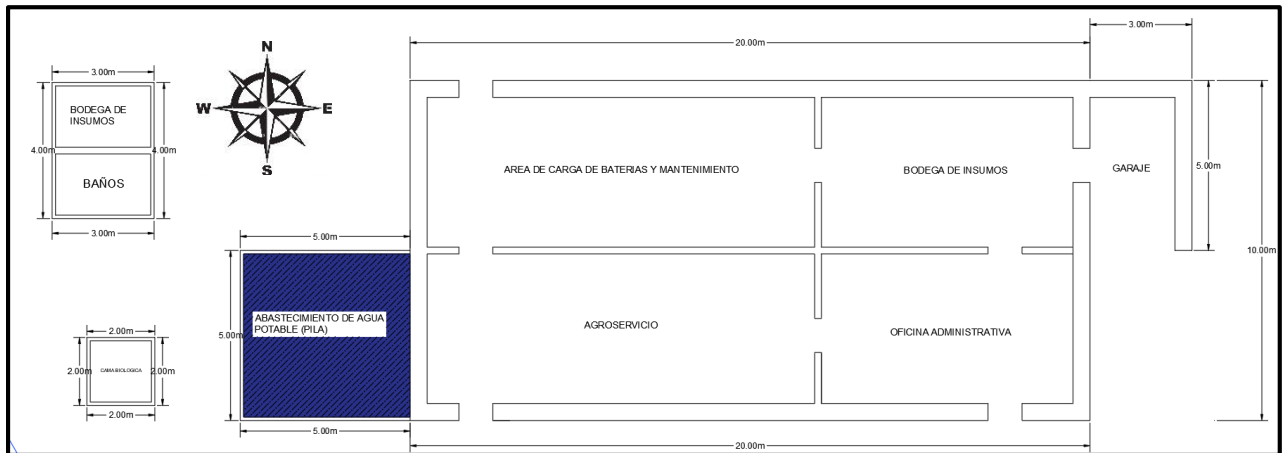 3.00m
20.00m
N
W
E
S
3.00m
BODEGA DE
INSUMOS
4.00m
4.00m
BAÑOS
3.00m
AREA DE CARGA DE BATERIAS Y MANTENIMIENTO
BODEGA DE INSUMOS
GARAJE
5.00m
10.00m
5.00m
ABASTECIMIENTO DE AGUA
POTABLE (PILA)
5.00m
AGROSERVICIO
OFICINA ADMINISTRATIVA
2.00m
2.00m
CAMA BIOLOGICA
2.00m
2.00m
5.00m
20.00m